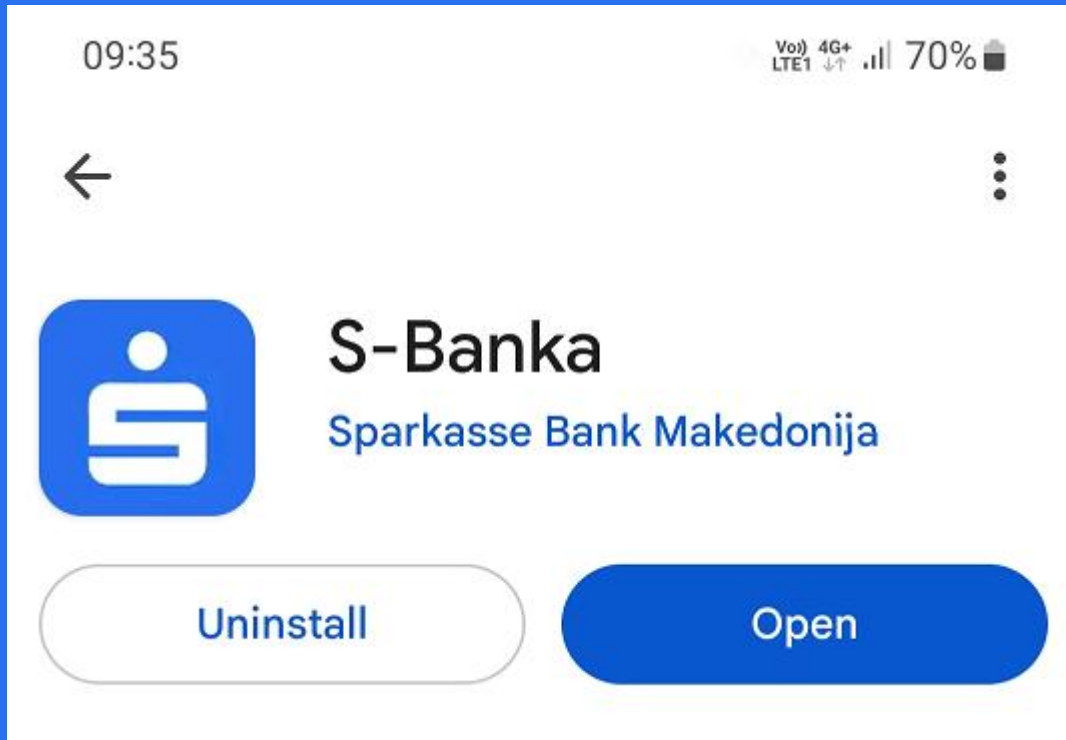 09:35
Vo)) 4G+ 70%
LTE1
S-Banka
Sparkasse Bank Makedonija
Uninstall
Open